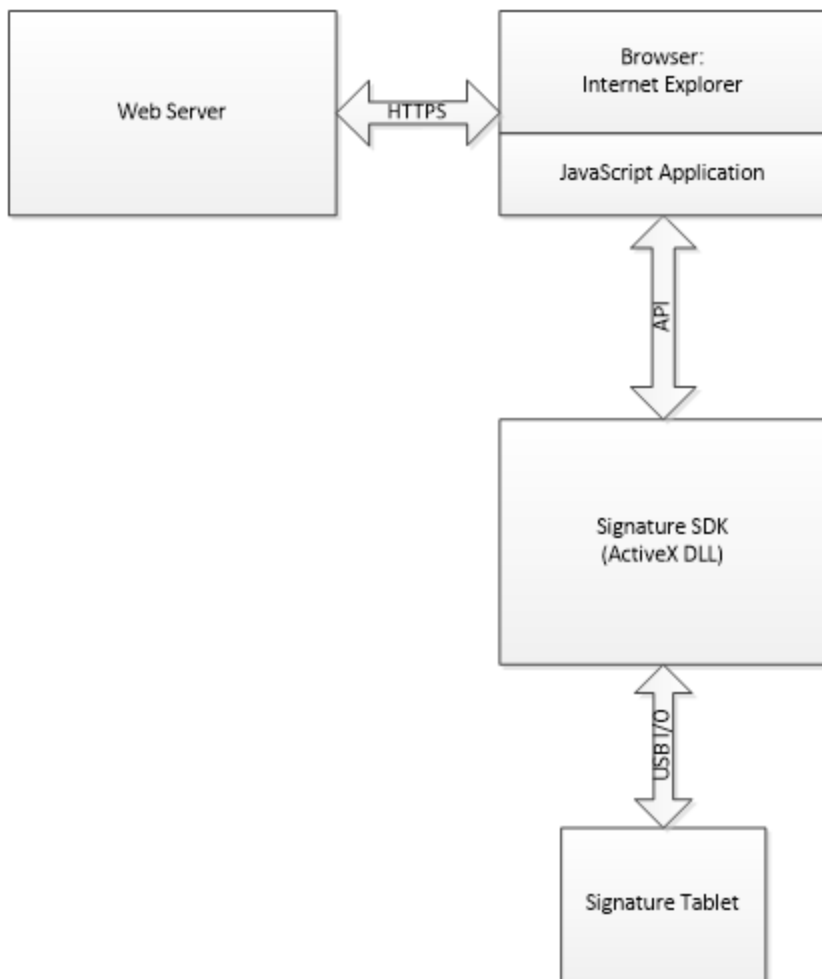 Web Server
HTTPS
Browser:
Internet Explorer
JavaScript Application
API
Signature SDK
(ActiveX DLL)
USB I/O
Signature Tablet